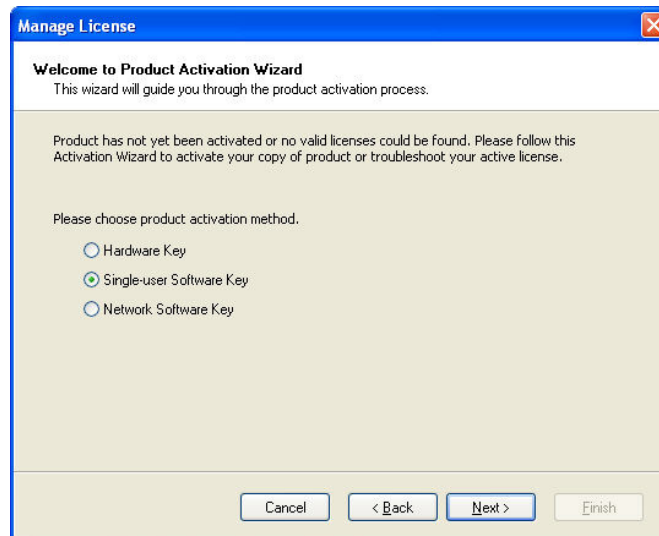 Manage License
Welcome to Product Activation Wizard
This wizard will guide you through the product activation process.
Product has not yet been activated or no valid licenses could be found. Please follow this
Activation Wizard to activate your copy of product or troubleshoot your active license.
Please choose product activation method.
Hardware Key
Single-user Software Key
Network Software Key
Cancel
< Back
Next >
Finish